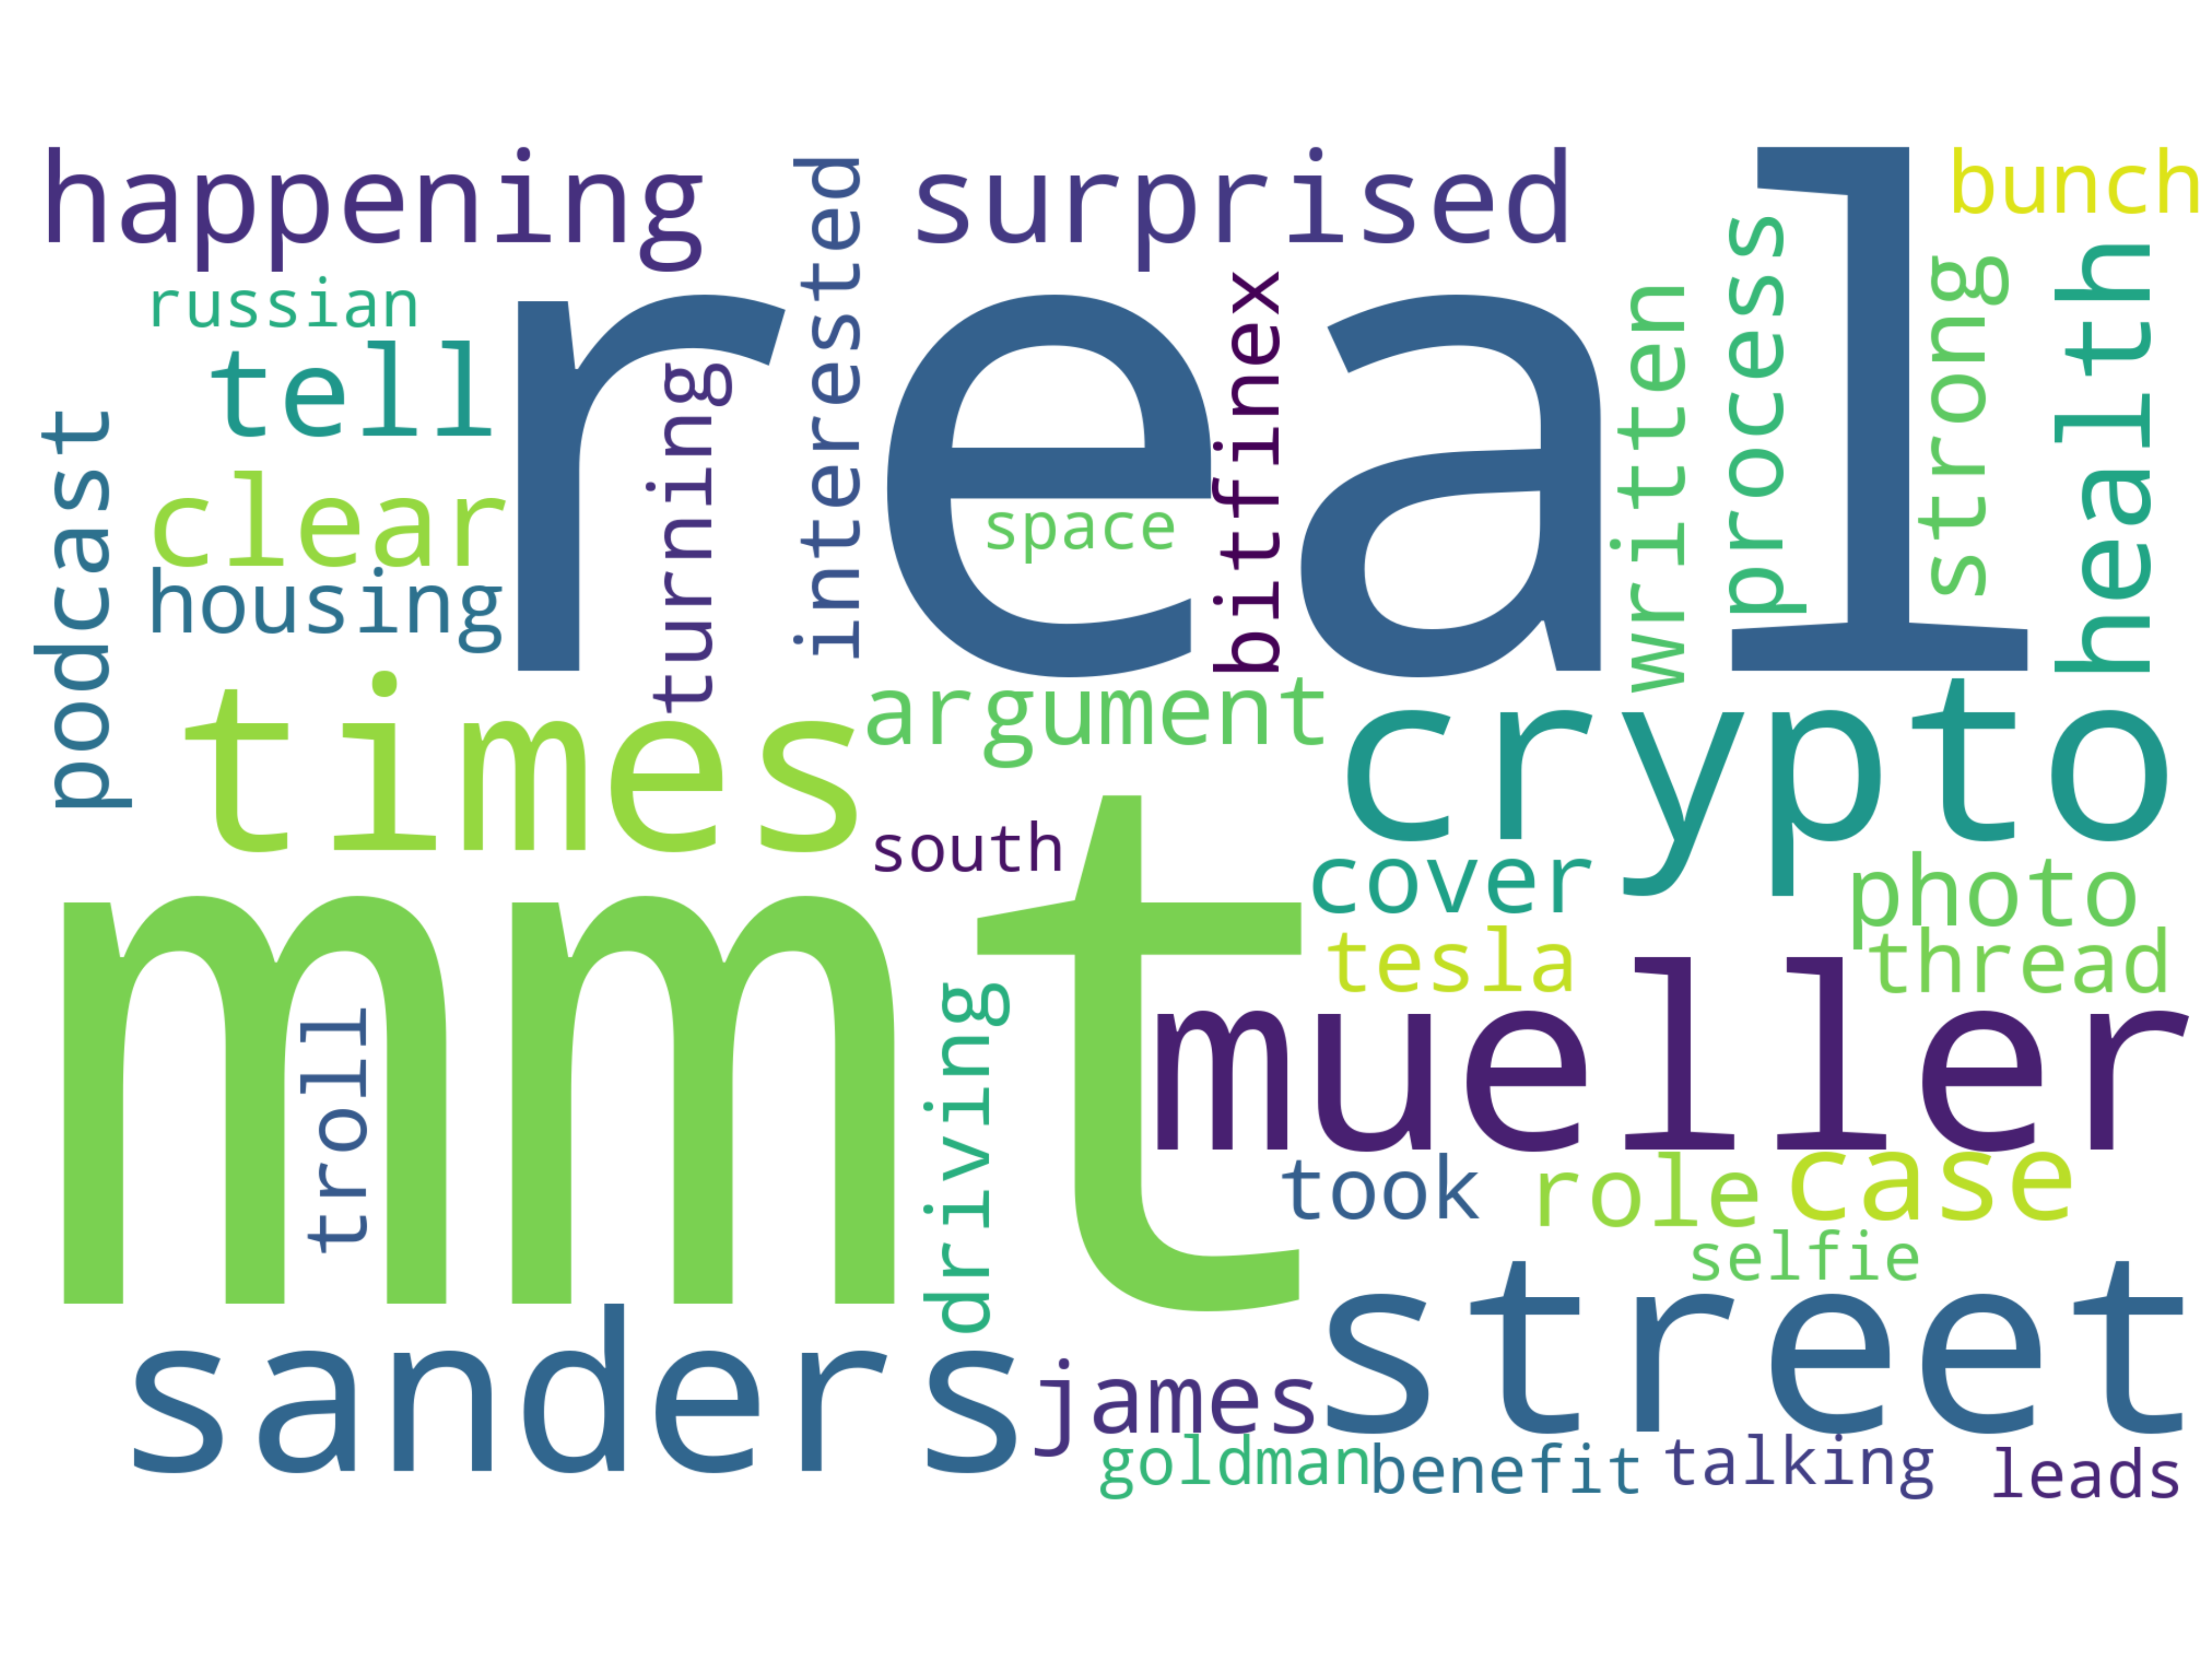 happening
surprised
bunch
interested
russian
real
bitfinex
written
process
strong
health
tell
turning
podcast
clear
space
housing
times
argument
crypto
south
cover
photo
mmt
tesla
thread
mueller
troll
driving
took
role
case
selfie
sanders
street
james
goldman
benefit
talking
leads